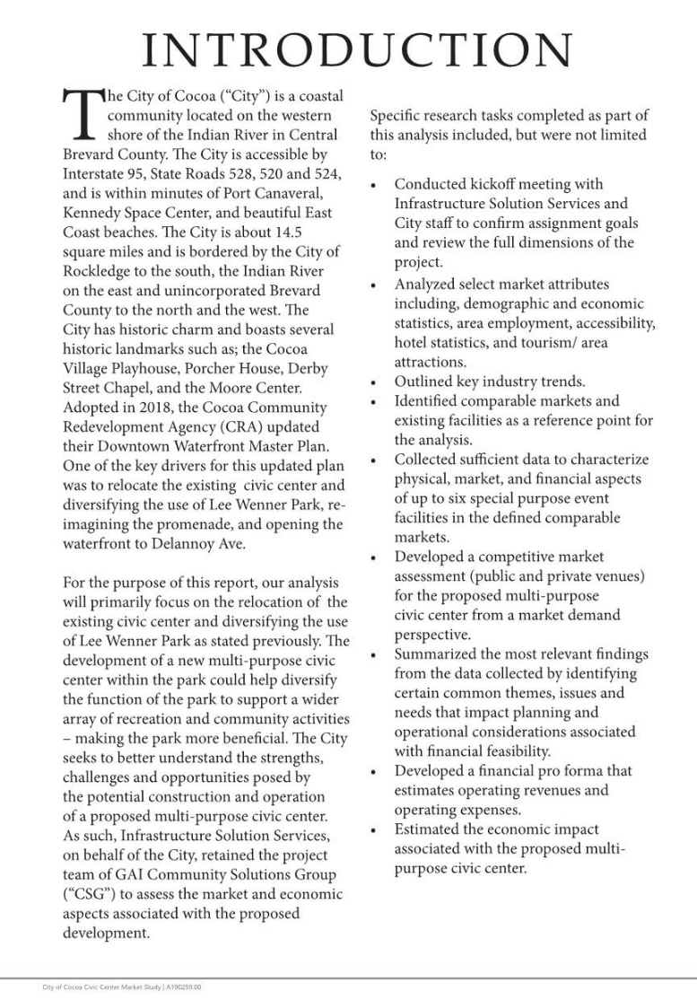 INTRODUCTION
The City of Cocoa (“City”) is a coastal
community located on the western
shore of the Indian River in Central
Brevard County. The City is accessible by
Interstate 95, State Roads 528, 520 and 524,
and is within minutes of Port Canaveral,
Kennedy Space Center, and beautiful East
Coast beaches. The City is about 14.5
square miles and is bordered by the City of
Rockledge to the south, the Indian River
on the east and unincorporated Brevard
County to the north and the west. The
City has historic charm and boasts several
historic landmarks such as; the Cocoa
Village Playhouse, Porcher House, Derby
Street Chapel, and the Moore Center.
Adopted in 2018, the Cocoa Community
Redevelopment Agency (CRA) updated
their Downtown Waterfront Master Plan.
One of the key drivers for this updated plan
was to relocate the existing  civic center and
diversifying the use of Lee Wenner Park, re-
imagining the promenade, and opening the
waterfront to Delannoy Ave.

For the purpose of this report, our analysis
will primarily focus on the relocation of  the
existing civic center and diversifying the use
of Lee Wenner Park as stated previously. The
development of a new multi-purpose civic
center within the park could help diversify
the function of the park to support a wider
array of recreation and community activities
– making the park more beneficial. The City
seeks to better understand the strengths,
challenges and opportunities posed by
the potential construction and operation
of a proposed multi-purpose civic center.
As such, Infrastructure Solution Services,
on behalf of the City, retained the project
team of GAI Community Solutions Group
(“CSG”) to assess the market and economic
aspects associated with the proposed
development.

Specific research tasks completed as part of
this analysis included, but were not limited
to:
• Conducted kickoff meeting with
Infrastructure Solution Services and
City staff to confirm assignment goals
and review the full dimensions of the
project.
• Analyzed select market attributes
including, demographic and economic
statistics, area employment, accessibility,
hotel statistics, and tourism/ area
attractions.
• Outlined key industry trends.
• Identified comparable markets and
existing facilities as a reference point for
the analysis.
• Collected sufficient data to characterize
physical, market, and financial aspects
of up to six special purpose event
facilities in the defined comparable
markets.
• Developed a competitive market
assessment (public and private venues)
for the proposed multi-purpose
civic center from a market demand
perspective.
• Summarized the most relevant findings
from the data collected by identifying
certain common themes, issues and
needs that impact planning and
operational considerations associated
with financial feasibility.
• Developed a financial pro forma that
estimates operating revenues and
operating expenses.
• Estimated the economic impact
associated with the proposed multi-
purpose civic center.

City of Cocoa Civic Center Market Study | A190259.00